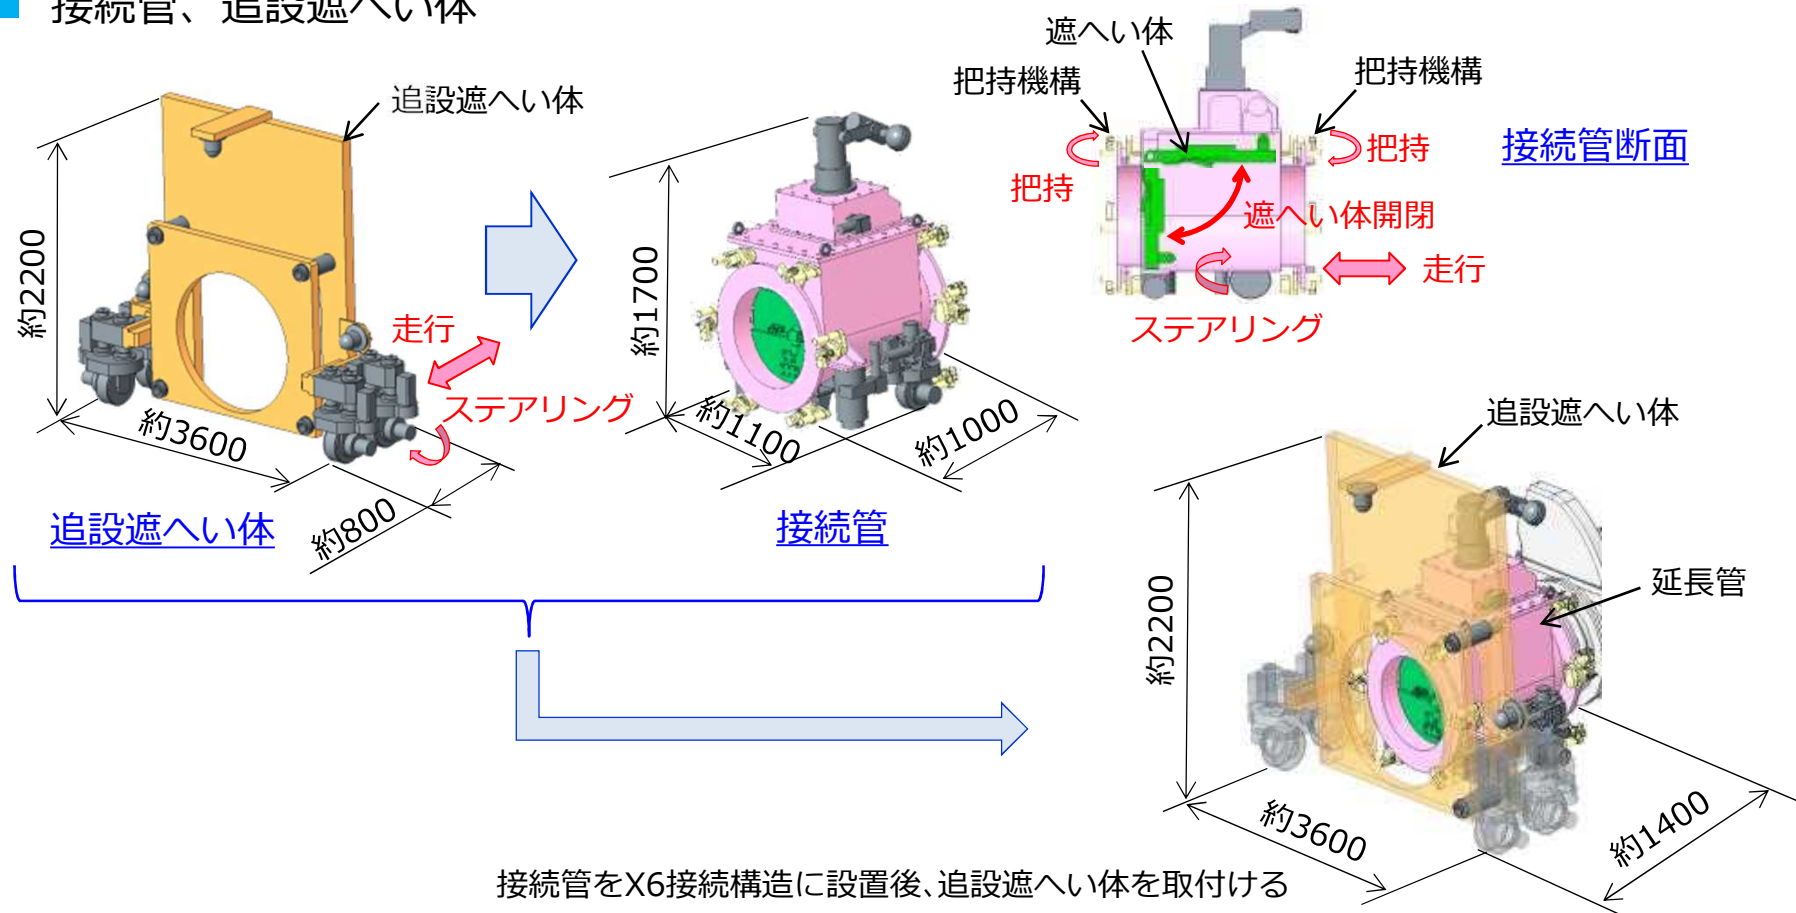 接続管、追設遮へい体
追設遮へい体
約2200
走行
ステアリング
約3600
約800
追設遮へい体
約1700
約1100
約1000
接続管
遮へい体
把持機構
把持機構
把持
把持
遮へい体開閉
走行
ステアリング
接続管断面
追設遮へい体
延長管
約2200
約3600
約1400
接続管をX6接続構造に設置後、追設遮へい体を取付ける